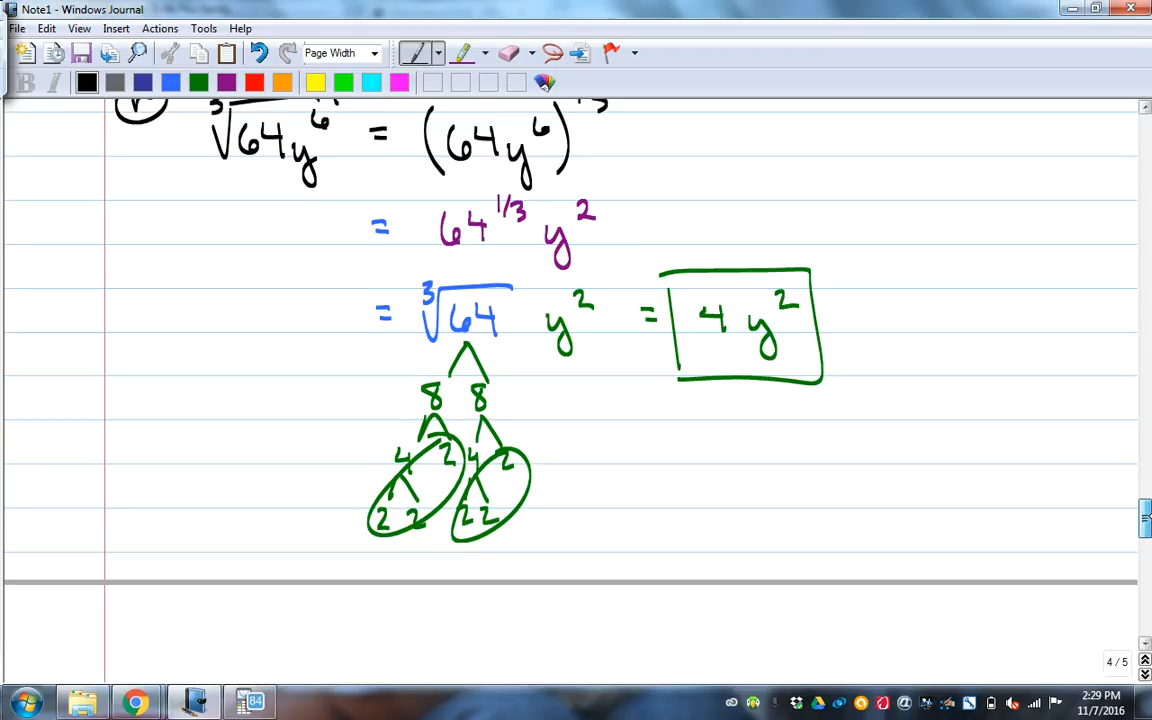 Note1 - Windows Journal
File Edit View Insert Actions Tools Help
Page Width
B I
∛64y⁶ = (64y⁶)^1/3
= 64^1/3 y²
= ∛64 y² = 4y²
8 8
4 2 4 2
2 2 2 2
4 / 5
84
2:29 PM
11/7/2016